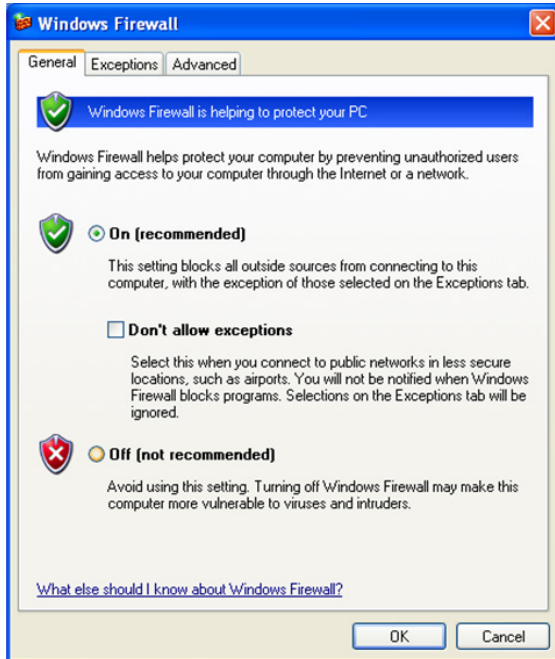 Windows Firewall
General
Exceptions
Advanced
Windows Firewall is helping to protect your PC
Windows Firewall helps protect your computer by preventing unauthorized users
from gaining access to your computer through the Internet or a network.
On (recommended)
This setting blocks all outside sources from connecting to this
computer, with the exception of those selected on the Exceptions tab.
Don't allow exceptions
Select this when you connect to public networks in less secure
locations, such as airports. You will not be notified when Windows
Firewall blocks programs. Selections on the Exceptions tab will be
ignored.
Off (not recommended)
Avoid using this setting. Turning off Windows Firewall may make this
computer more vulnerable to viruses and intruders.
What else should I know about Windows Firewall?
OK
Cancel